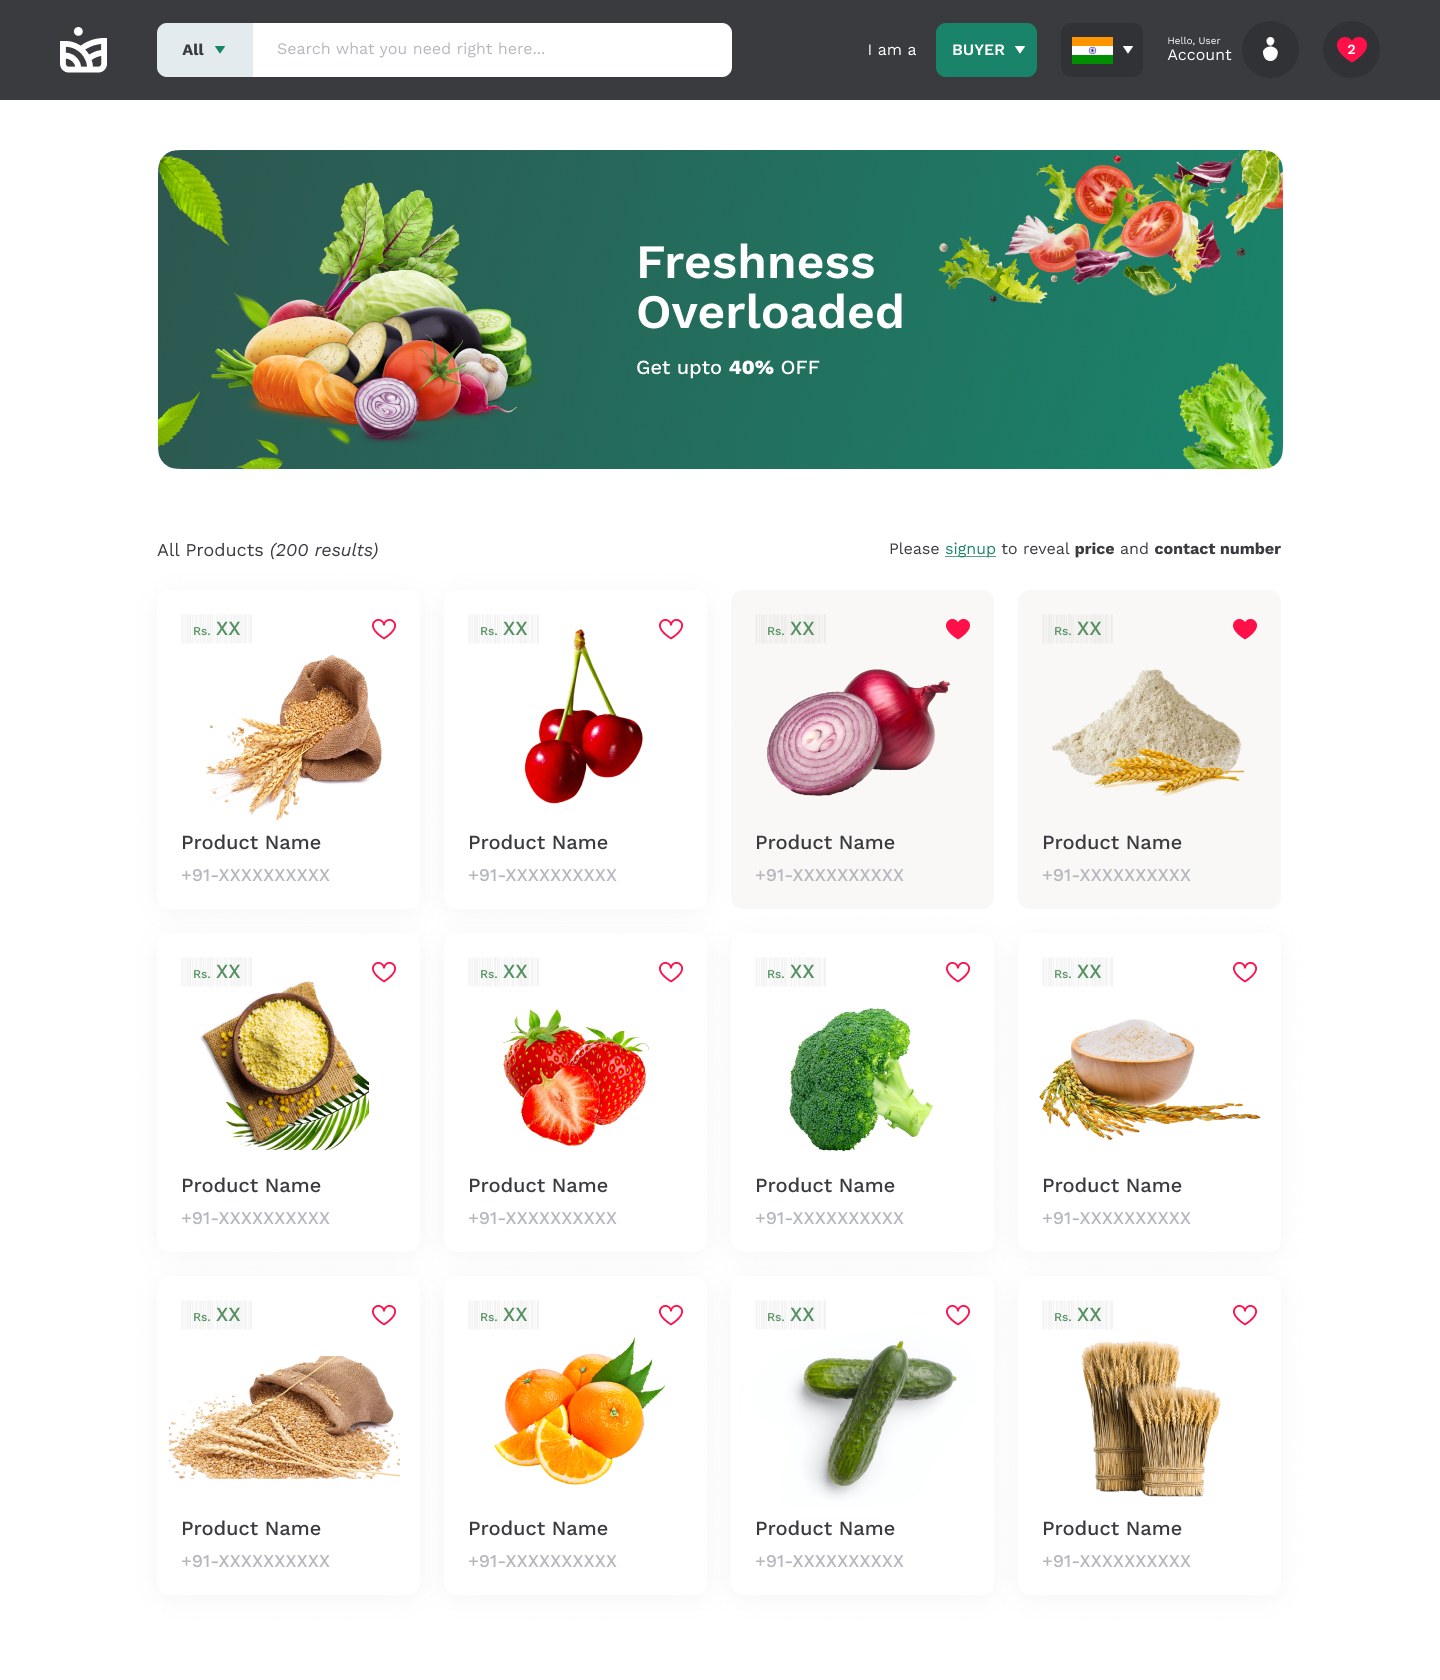 All
Search what you need right here...
I am a
BUYER
Hello, User
Account
2
Freshness
Overloaded
Get upto 40% OFF
All Products (200 results)
Please signup to reveal price and contact number
Rs. XX
Rs. XX
Rs. XX
Rs. XX
Product Name
Product Name
Product Name
Product Name
+91-XXXXXXXXXX
+91-XXXXXXXXXX
+91-XXXXXXXXXX
+91-XXXXXXXXXX
Rs. XX
Rs. XX
Rs. XX
Rs. XX
Product Name
Product Name
Product Name
Product Name
+91-XXXXXXXXXX
+91-XXXXXXXXXX
+91-XXXXXXXXXX
+91-XXXXXXXXXX
Rs. XX
Rs. XX
Rs. XX
Rs. XX
Product Name
Product Name
Product Name
Product Name
+91-XXXXXXXXXX
+91-XXXXXXXXXX
+91-XXXXXXXXXX
+91-XXXXXXXXXX